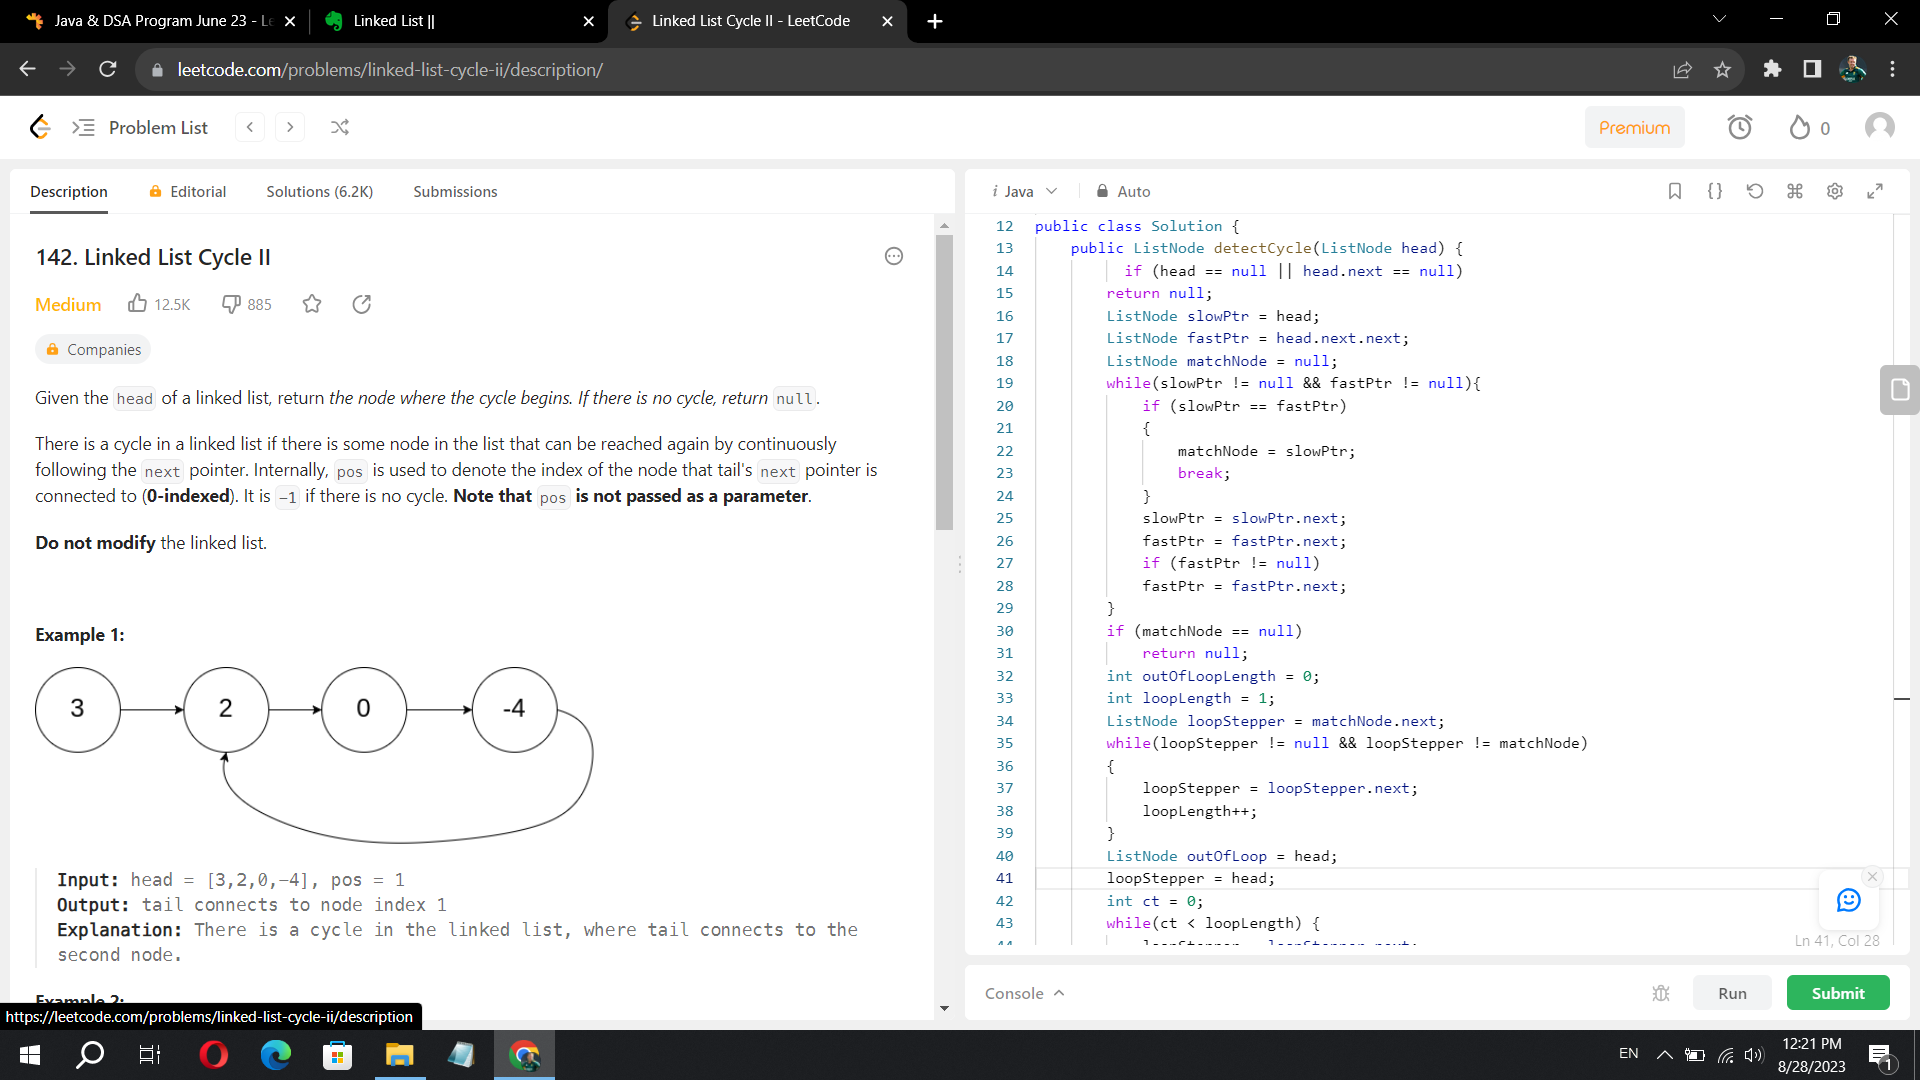 Java & DSA Program June 23 - Le
Linked List ||
Linked List Cycle II - LeetCode
leetcode.com/problems/linked-list-cycle-ii/description/
Problem List
Premium
0
Description
Editorial
Solutions (6.2K)
Submissions
142. Linked List Cycle II
Medium
12.5K
885
Companies
Given the head of a linked list, return the node where the cycle begins. If there is no cycle, return null.
There is a cycle in a linked list if there is some node in the list that can be reached again by continuously
following the next pointer. Internally, pos is used to denote the index of the node that tail's next pointer is
connected to (0-indexed). It is -1 if there is no cycle. Note that pos is not passed as a parameter.
Do not modify the linked list.
Example 1:
3
2
0
-4
Input: head = [3,2,0,-4], pos = 1
Output: tail connects to node index 1
Explanation: There is a cycle in the linked list, where tail connects to the
second node.
Example 2:
https://leetcode.com/problems/linked-list-cycle-ii/description
i Java
Auto
12 public class Solution {
13 public ListNode detectCycle(ListNode head) {
14 if (head == null || head.next == null)
15 return null;
16 ListNode slowPtr = head;
17 ListNode fastPtr = head.next.next;
18 ListNode matchNode = null;
19 while(slowPtr != null && fastPtr != null){
20 if (slowPtr == fastPtr)
21 {
22 matchNode = slowPtr;
23 break;
24 }
25 slowPtr = slowPtr.next;
26 fastPtr = fastPtr.next;
27 if (fastPtr != null)
28 fastPtr = fastPtr.next;
29 }
30 if (matchNode == null)
31 return null;
32 int outOfLoopLength = 0;
33 int loopLength = 1;
34 ListNode loopStepper = matchNode.next;
35 while(loopStepper != null && loopStepper != matchNode)
36 {
37 loopStepper = loopStepper.next;
38 loopLength++;
39 }
40 ListNode outOfLoop = head;
41 loopStepper = head;
42 int ct = 0;
43 while(ct < loopLength) {
44 loopStepper = loopStepper.next;
Ln 41, Col 28
Console
Run
Submit
EN
12:21 PM
8/28/2023
1